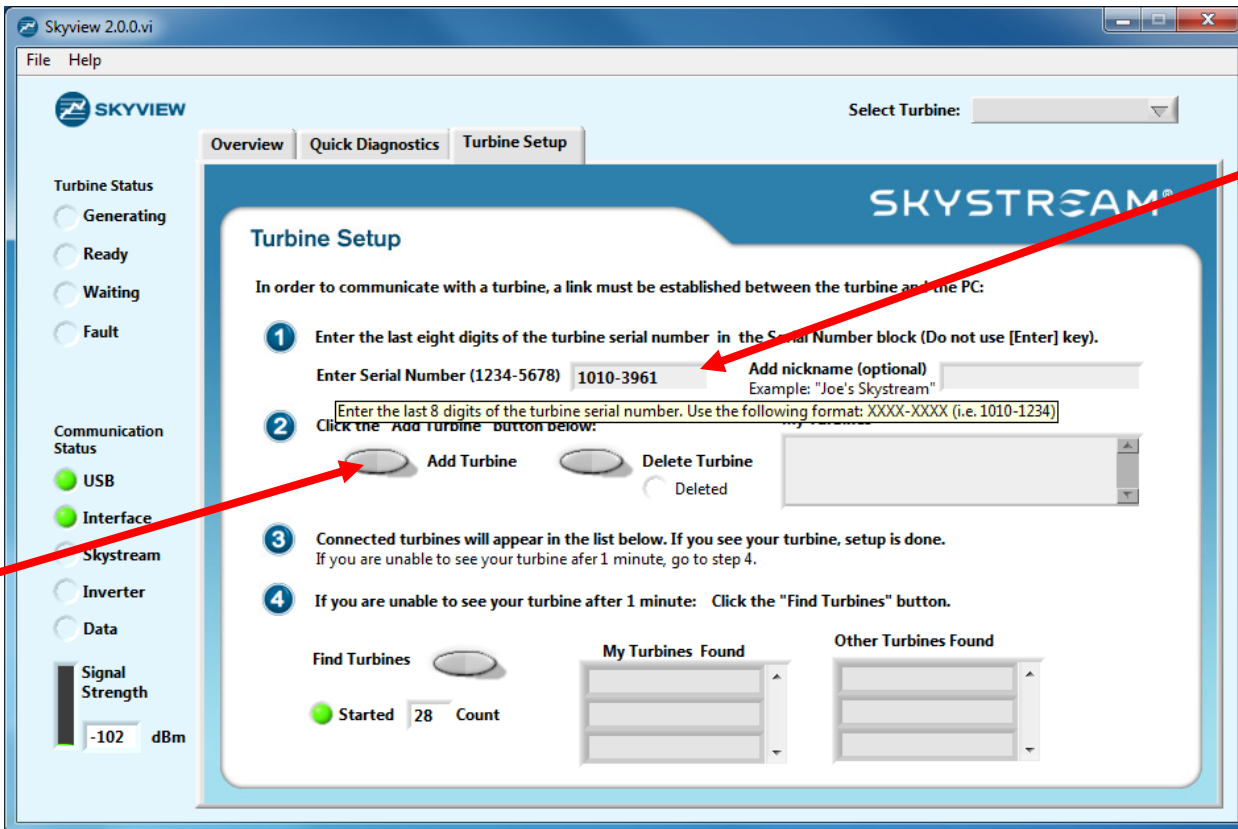 Skyview 2.0.0.vi
File Help
SKYVIEW
Select Turbine:
Overview Quick Diagnostics Turbine Setup
Turbine Status
Generating
Ready
Waiting
Fault
Communication
Status
USB
Interface
Skystream
Inverter
Data
Signal
Strength
-102 dBm
SKYSTREAM®
Turbine Setup
In order to communicate with a turbine, a link must be established between the turbine and the PC:
1 Enter the last eight digits of the turbine serial number in the Serial Number block (Do not use [Enter] key).
Enter Serial Number (1234-5678) 1010-3961
Add nickname (optional)
Example: "Joe's Skystream"
Enter the last 8 digits of the turbine serial number. Use the following format: XXXX-XXXX (i.e. 1010-1234)
2 Click the "Add Turbine" button below:
My Turbines
Add Turbine Delete Turbine
Deleted
3 Connected turbines will appear in the list below. If you see your turbine, setup is done.
If you are unable to see your turbine afer 1 minute, go to step 4.
4 If you are unable to see your turbine after 1 minute: Click the "Find Turbines" button.
Find Turbines
Started 28 Count
My Turbines Found
Other Turbines Found